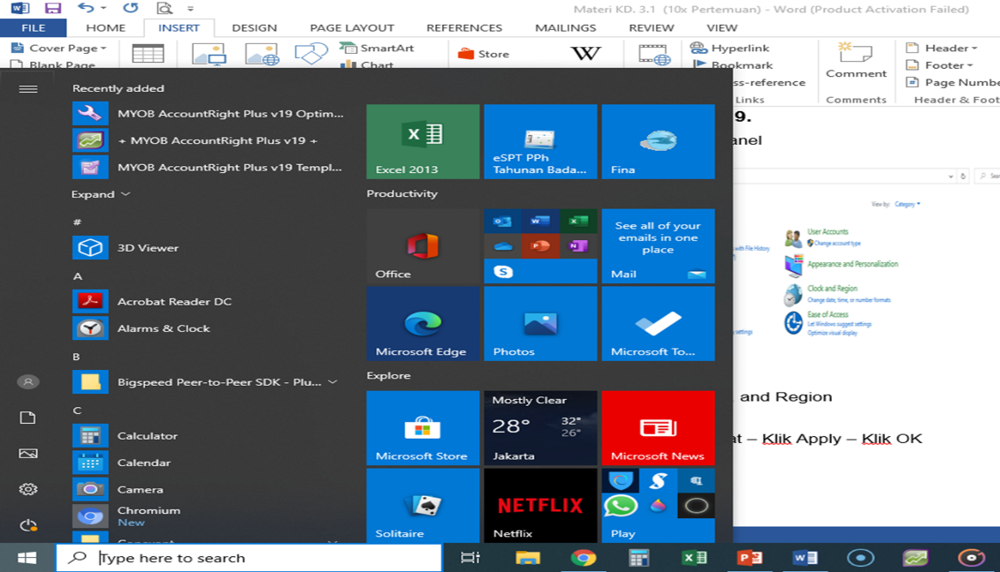 Materi KD. 3.1 (10x Pertemuan) - Word (Product Activation Failed)
FILE HOME INSERT DESIGN PAGE LAYOUT REFERENCES MAILINGS REVIEW VIEW
Cover Page
Blank Page
SmartArt
Chart
Store
W
Hyperlink
Bookmark
ss-reference
Links
Comment
Comments
Header
Footer
Page Numbe
Header & Foot
Recently added
MYOB AccountRight Plus v19 Optim...
+ MYOB AccountRight Plus v19 +
MYOB AccountRight Plus v19 Templ...
Expand
#
3D Viewer
A
Acrobat Reader DC
Alarms & Clock
B
Bigspeed Peer-to-Peer SDK - Plu...
C
Calculator
Calendar
Camera
Chromium
New
Excel 2013
eSPT PPh
Tahunan Bada...
Fina
Productivity
Office
See all of your
emails in one
place
Mail
Microsoft Edge
Photos
Microsoft To...
Explore
Microsoft Store
Mostly Clear
28° 32°
26°
Jakarta
Microsoft News
Solitaire
NETFLIX
Netflix
Play
9.
anel
View by: Category
with File History
User Accounts
Change account type
Appearance and Personalization
Clock and Region
Change date, time, or number formats
Ease of Access
Let Windows suggest settings
Optimize visual display
settings
and Region
at – Klik Apply – Klik OK
Type here to search